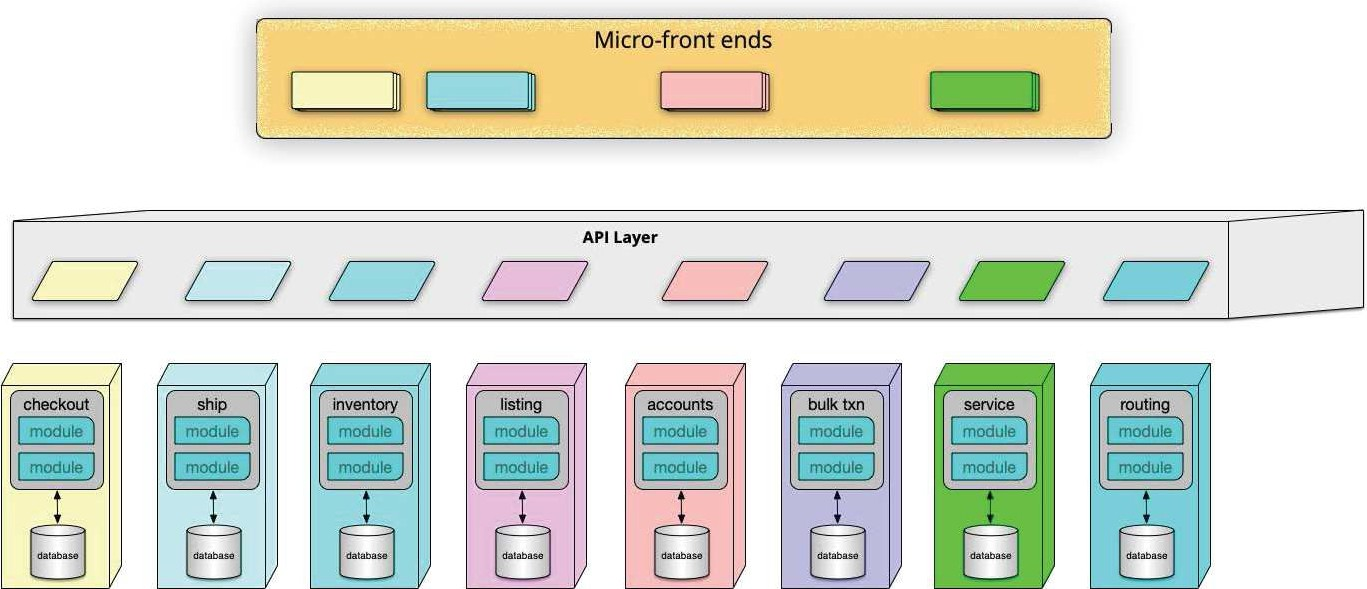 Micro-front ends
API Layer
checkout
module
module
database
ship
module
module
database
inventory
module
module
database
listing
module
module
database
accounts
module
module
database
bulk txn
module
module
database
service
module
module
database
routing
module
module
database